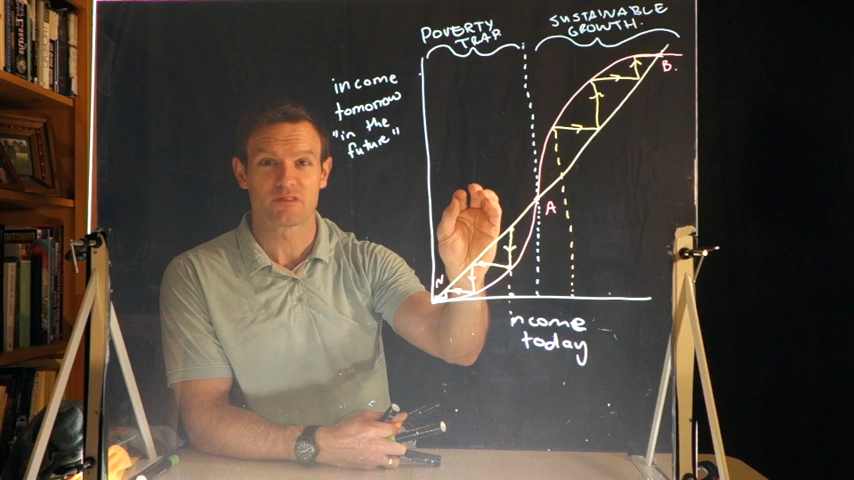 POVERTY
TRAP
SUSTAINABLE
GROWTH.
income
tomorrow
"in the
future"
B.
A
N
ncome
today